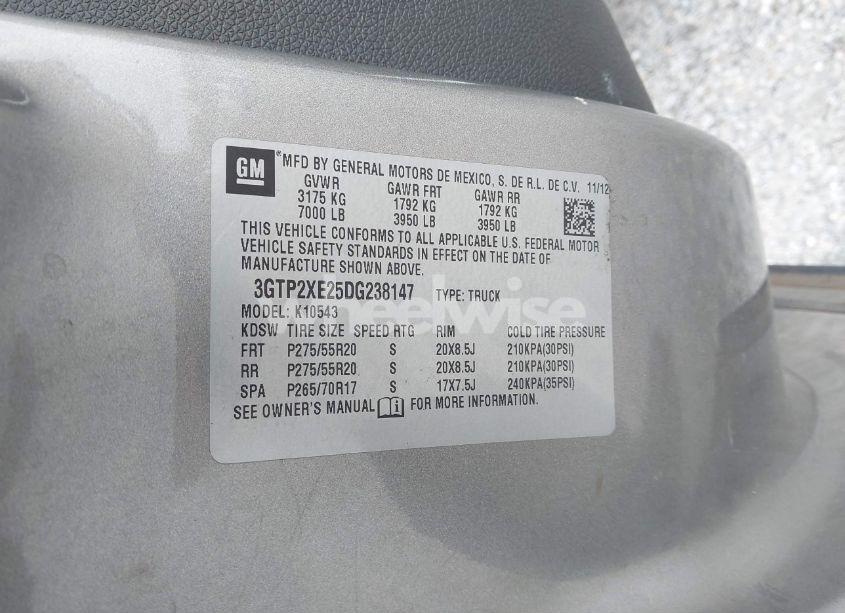 GM
®MFD BY GENERAL MOTORS DE MEXICO, S. DE R.L. DE C.V. 11/12
GVWR GAWR FRT GAWR RR
3175 KG 1792 KG 1792 KG
7000 LB 3950 LB 3950 LB
THIS VEHICLE CONFORMS TO ALL APPLICABLE U.S. FEDERAL MOTOR
VEHICLE SAFETY STANDARDS IN EFFECT ON THE DATE OF
MANUFACTURE SHOWN ABOVE.
3GTP2XE25DG238147 TYPE: TRUCK
MODEL: K10543
KDSW TIRE SIZE SPEED RTG RIM COLD TIRE PRESSURE
FRT P275/55R20 S 20X8.5J 210KPA(30PSI)
RR P275/55R20 S 20X8.5J 210KPA(30PSI)
SPA P265/70R17 S 17X7.5J 240KPA(35PSI)
SEE OWNER'S MANUAL i FOR MORE INFORMATION.
wheelwise